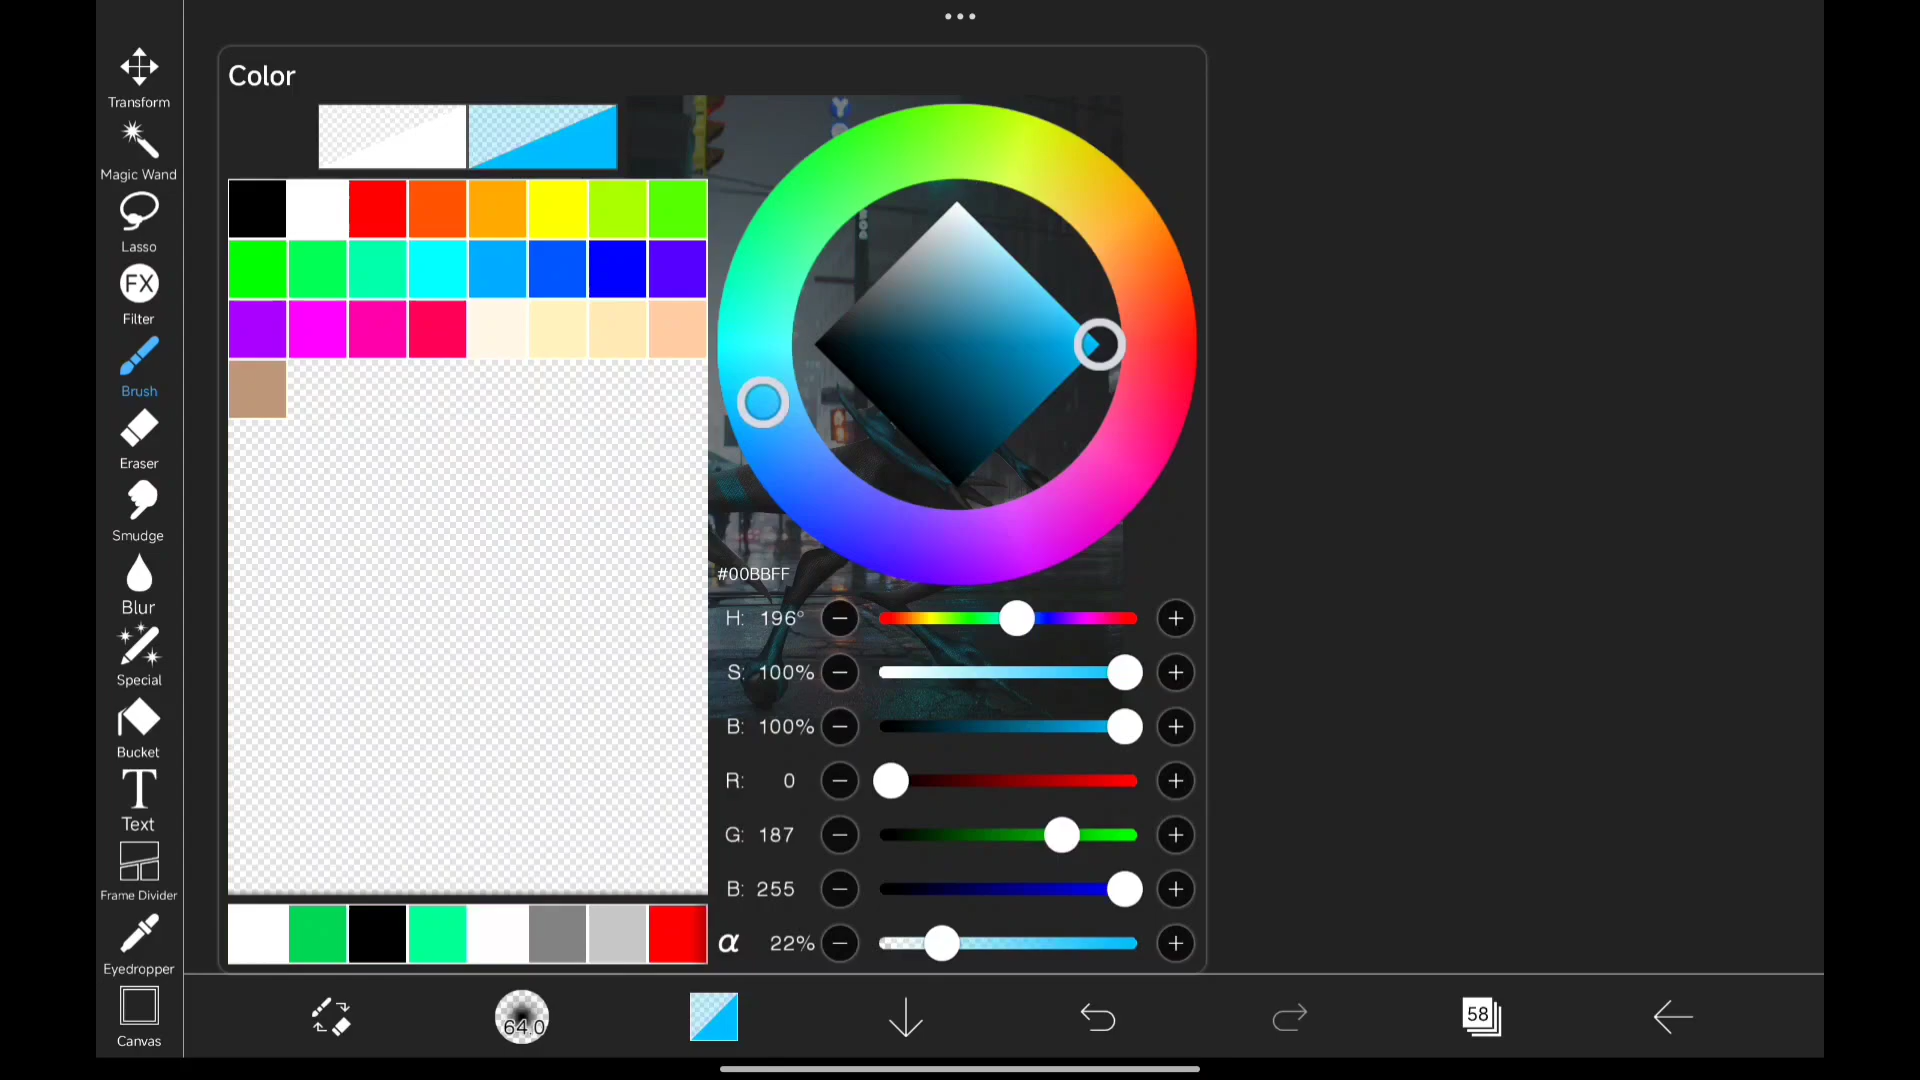 Color
Transform
Magic Wand
Lasso
FX
Filter
Brush
Eraser
Smudge
Blur
Special
Bucket
T
Text
Frame Divider
Eyedropper
Canvas
#00BBFF
H: 196°
S: 100%
B: 100%
R: 0
G: 187
B: 255
α 22%
64.0
58